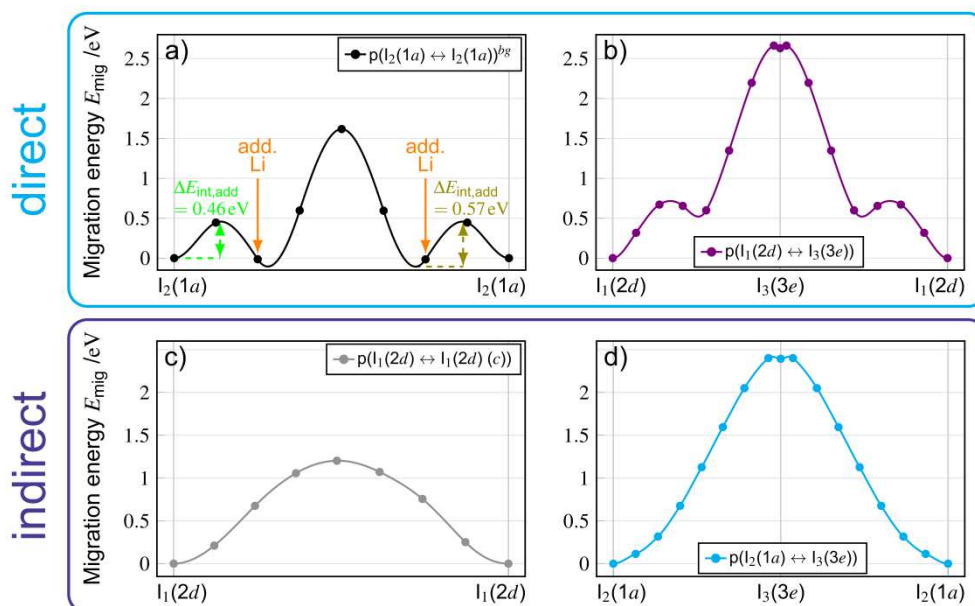 direct
Migration energy E_mig /eV
a)
p(I₂(1a) ↔ I₂(1a))^bg
2.5
2
1.5
1
0.5
0
add.
Li
add.
Li
ΔE_int,add
= 0.46 eV
ΔE_int,add
= 0.57 eV
I₂(1a)
I₂(1a)
b)
2.5
2
1.5
1
0.5
0
p(I₁(2d) ↔ I₃(3e))
I₁(2d)
I₃(3e)
I₁(2d)
indirect
Migration energy E_mig /eV
c)
p(I₁(2d) ↔ I₁(2d) (c))
2
1.5
1
0.5
0
I₁(2d)
I₁(2d)
d)
2
1.5
1
0.5
0
p(I₂(1a) ↔ I₃(3e))
I₂(1a)
I₃(3e)
I₂(1a)